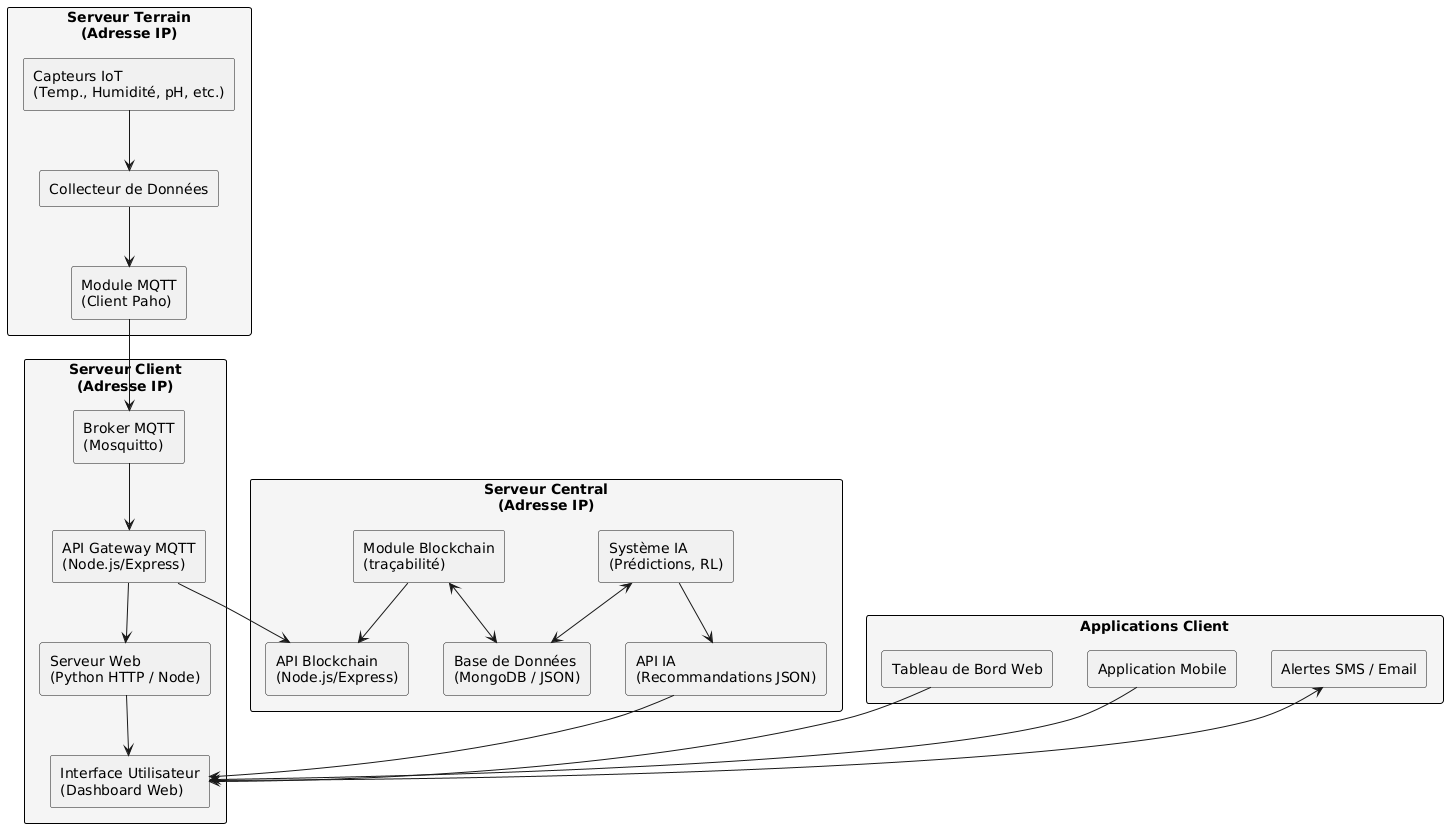 Serveur Terrain
(Adresse IP)
Capteurs IoT
(Temp., Humidité, pH, etc.)
Collecteur de Données
Module MQTT
(Client Paho)
Serveur Client
(Adresse IP)
Broker MQTT
(Mosquitto)
API Gateway MQTT
(Node.js/Express)
Serveur Web
(Python HTTP / Node)
Interface Utilisateur
(Dashboard Web)
Serveur Central
(Adresse IP)
Module Blockchain
(traçabilité)
Système IA
(Prédictions, RL)
API Blockchain
(Node.js/Express)
Base de Données
(MongoDB / JSON)
API IA
(Recommandations JSON)
Applications Client
Tableau de Bord Web
Application Mobile
Alertes SMS / Email